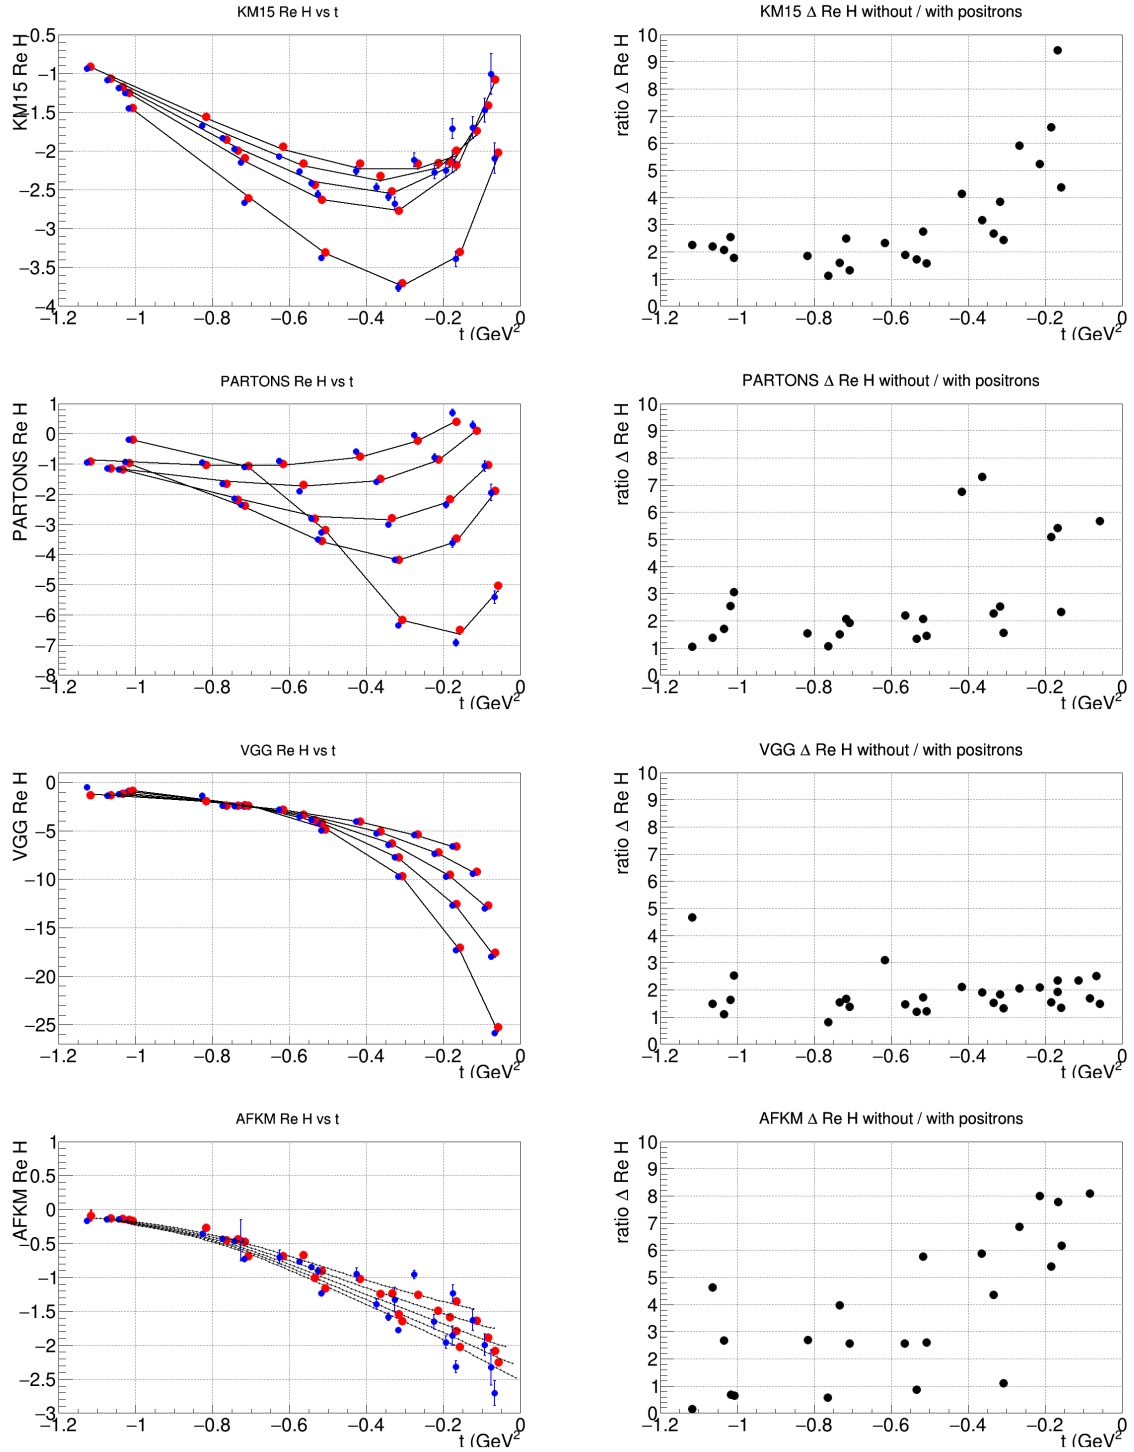 KM15 Re H vs t
KM15 Re H
−0.5
−1
−1.5
−2
−2.5
−3
−3.5
−4
−1.2 −1 −0.8 −0.6 −0.4 −0.2 0
t (GeV²
KM15 Δ Re H without / with positrons
ratio Δ Re H
10
9
8
7
6
5
4
3
2
1
0
−1.2 −1 −0.8 −0.6 −0.4 −0.2 0
t (GeV²
PARTONS Re H vs t
PARTONS Re H
1
0
−1
−2
−3
−4
−5
−6
−7
−8
−1.2 −1 −0.8 −0.6 −0.4 −0.2 0
t (GeV²
PARTONS Δ Re H without / with positrons
ratio Δ Re H
10
9
8
7
6
5
4
3
2
1
0
−1.2 −1 −0.8 −0.6 −0.4 −0.2 0
t (GeV²
VGG Re H vs t
VGG Re H
0
−5
−10
−15
−20
−25
−1.2 −1 −0.8 −0.6 −0.4 −0.2 0
t (GeV²
VGG Δ Re H without / with positrons
ratio Δ Re H
10
9
8
7
6
5
4
3
2
1
0
−1.2 −1 −0.8 −0.6 −0.4 −0.2 0
t (GeV²
AFKM Re H vs t
AFKM Re H
1
0.5
0
−0.5
−1
−1.5
−2
−2.5
−3
−1.2 −1 −0.8 −0.6 −0.4 −0.2 0
t (GeV²
AFKM Δ Re H without / with positrons
ratio Δ Re H
10
9
8
7
6
5
4
3
2
1
0
−1.2 −1 −0.8 −0.6 −0.4 −0.2 0
t (GeV²